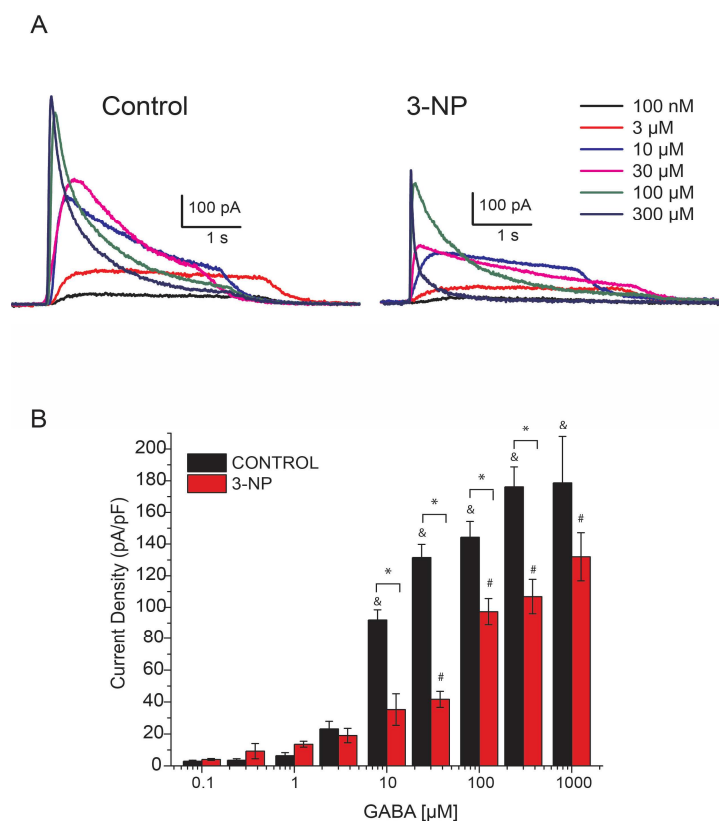 A
Control
3-NP
100 nM
3 µM
10 µM
30 µM
100 µM
300 µM
100 pA
1 s
100 pA
1 s
B
CONTROL
3-NP
Current Density (pA/pF)
200
180
160
140
120
100
80
60
40
20
0
& * & * # & * # & * # & #
0.1 1 10 100 1000
GABA [µM]